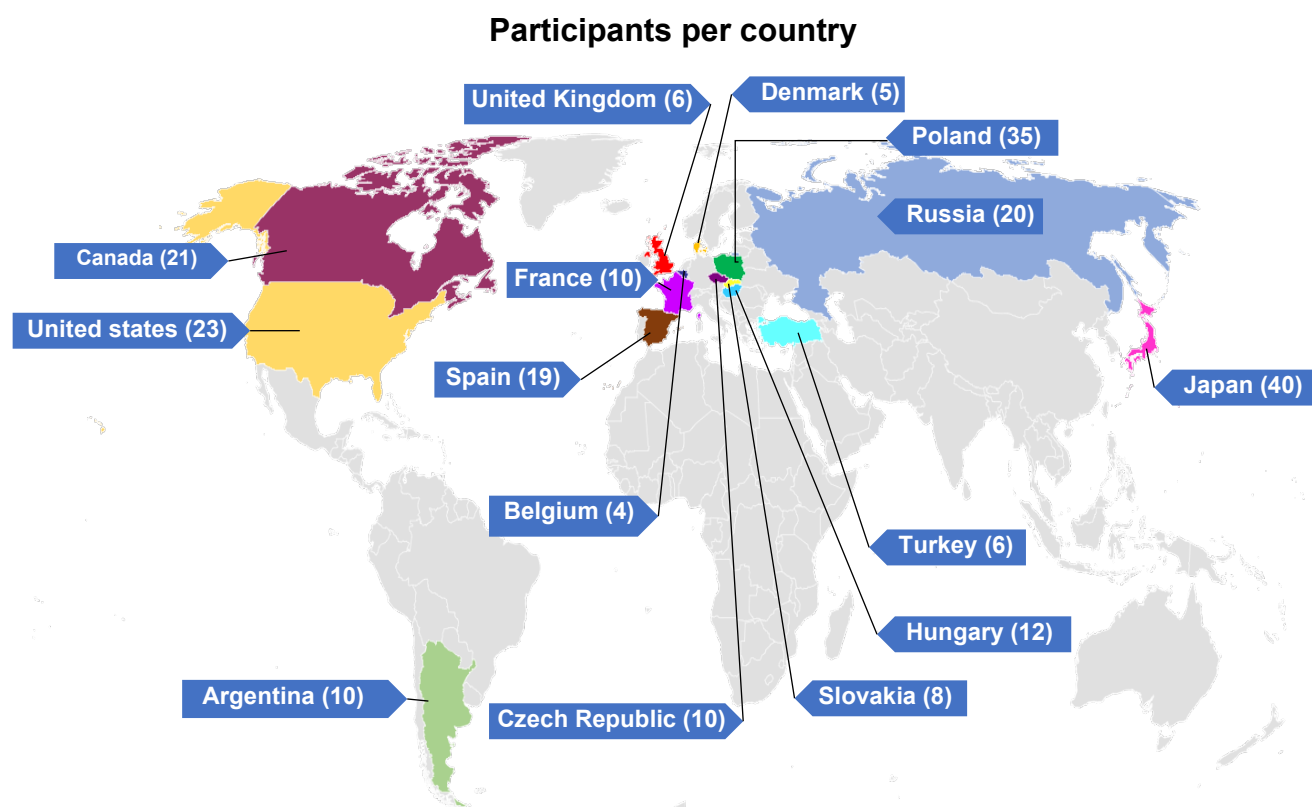 Participants per country
United Kingdom (6)
Denmark (5)
Poland (35)
Russia (20)
Canada (21)
France (10)
United states (23)
Spain (19)
Japan (40)
Belgium (4)
Turkey (6)
Hungary (12)
Argentina (10)
Slovakia (8)
Czech Republic (10)